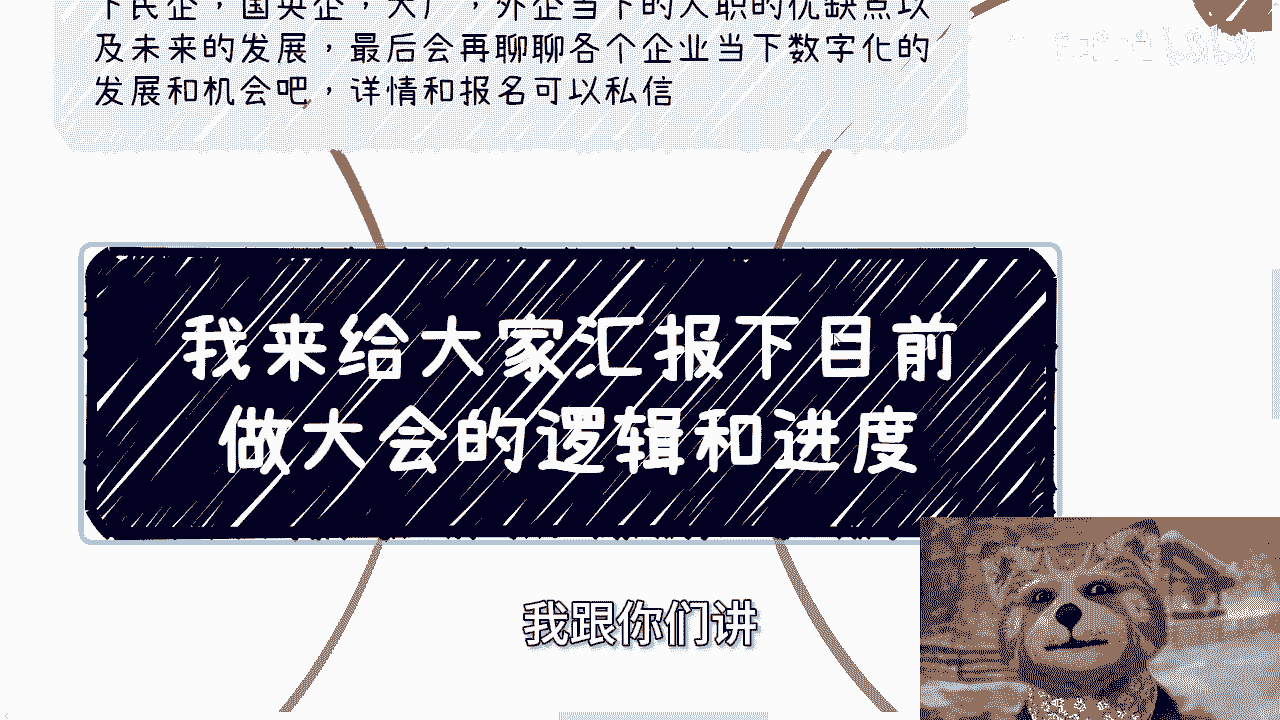 下民企，国央企，大厂，外企当下的入职的优缺点以
及未来的发展，最后会再聊聊各个企业当下数字化的
发展和机会吧，详情和报名可以私信
我来给大家汇报下目前
做大会的逻辑和进度
我跟你们讲